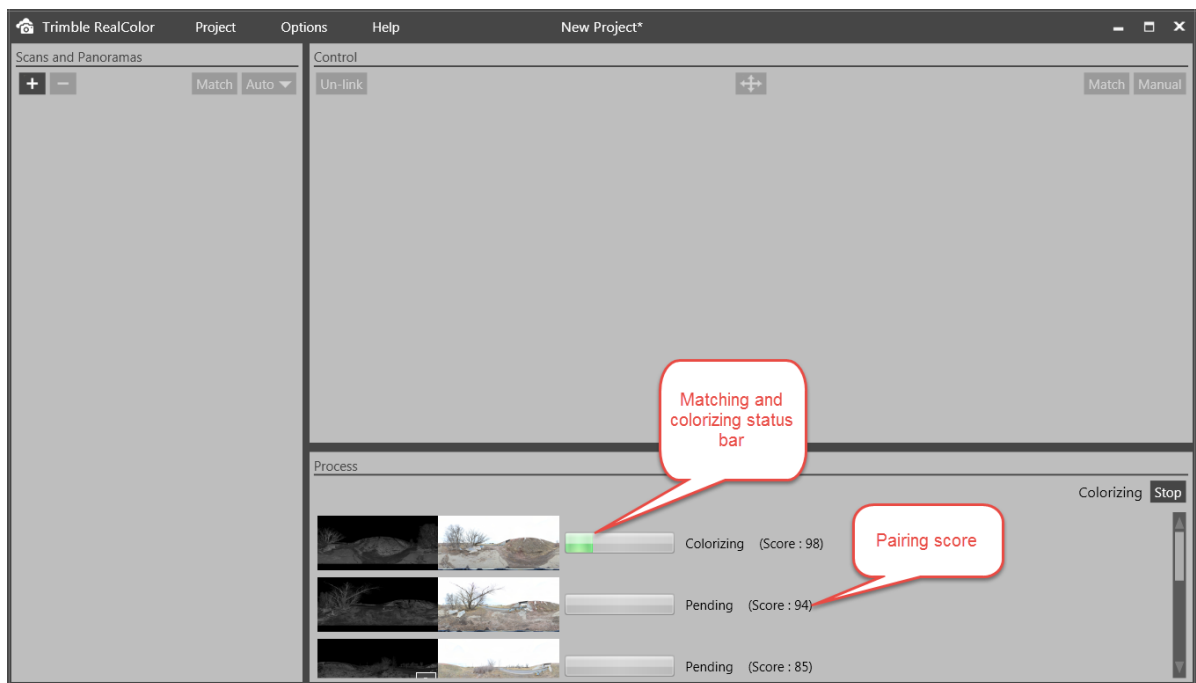 Trimble RealColor Project Options Help New Project*
Scans and Panoramas
+ − Match Auto
Control
Un-link Match Manual
Matching and
colorizing status
bar
Process
Colorizing Stop
Colorizing (Score : 98)
Pairing score
Pending (Score : 94)
Pending (Score : 85)